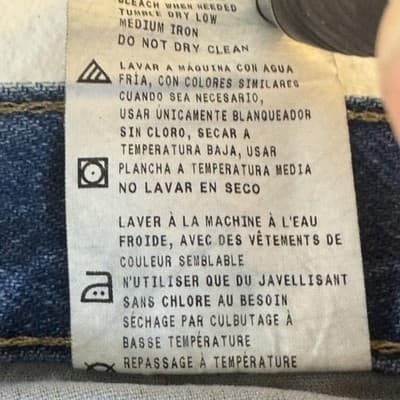 BLEACH WHEN NEEDED
TUMBLE DRY LOW
MEDIUM IRON
DO NOT DRY CLEAN
LAVAR A MÁQUINA CON AGUA
FRÍA, CON COLORES SIMILARES
CUANDO SEA NECESARIO,
USAR ÚNICAMENTE BLANQUEADOR
SIN CLORO, SECAR A
TEMPERATURA BAJA, USAR
PLANCHA A TEMPERATURA MEDIA
NO LAVAR EN SECO
LAVER À LA MACHINE À L'EAU
FROIDE, AVEC DES VÊTEMENTS DE
COULEUR SEMBLABLE
N'UTILISER QUE DU JAVELLISANT
SANS CHLORE AU BESOIN
SÉCHAGE PAR CULBUTAGE À
BASSE TEMPÉRATURE
REPASSAGE À TEMPÉRATURE